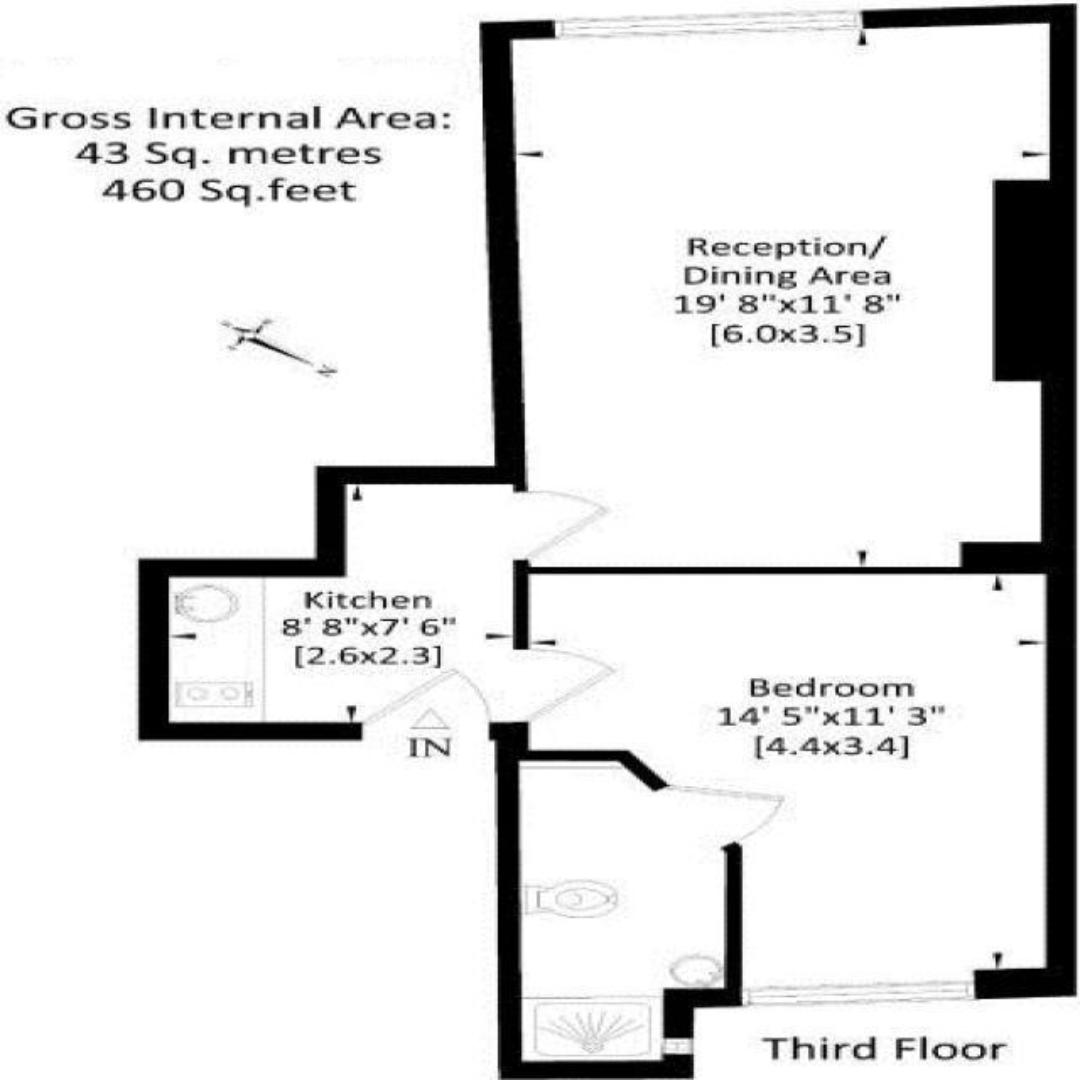 Gross Internal Area:
43 Sq. metres
460 Sq.feet
Reception/
Dining Area
19' 8"x11' 8"
[6.0x3.5]
N
Kitchen
8' 8"x7' 6"
[2.6x2.3]
IN
Bedroom
14' 5"x11' 3"
[4.4x3.4]
Third Floor